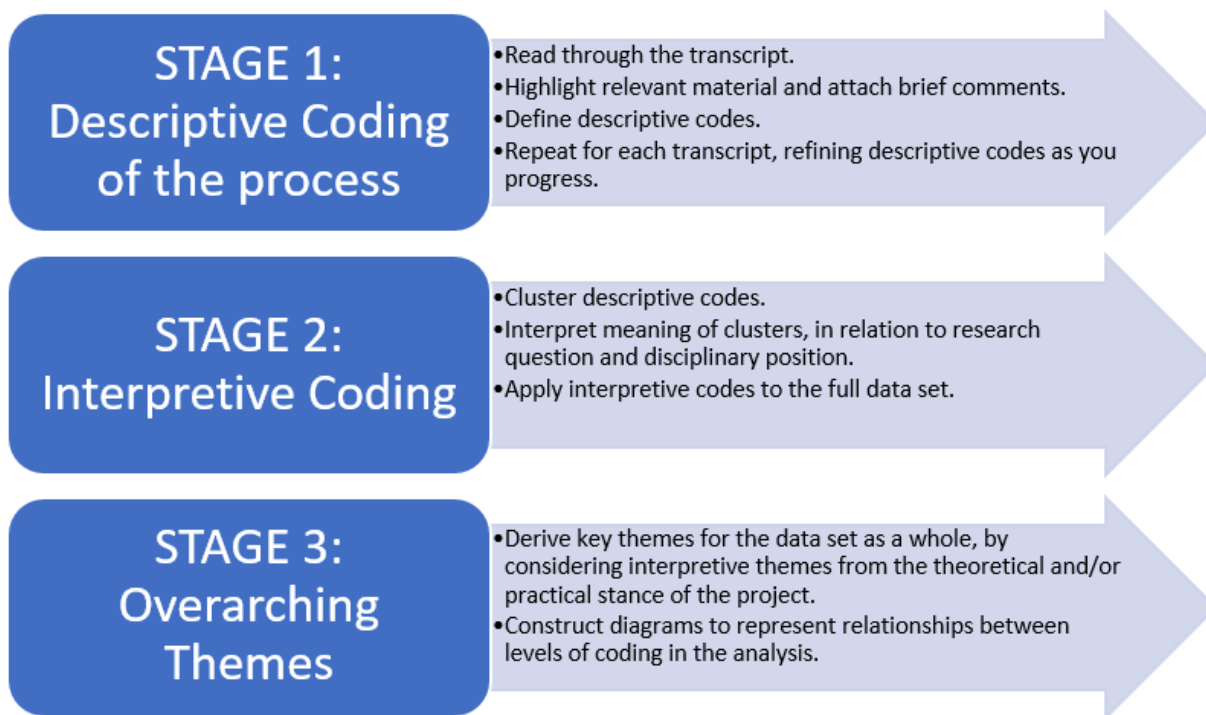 STAGE 1:
Descriptive Coding
of the process
•Read through the transcript.
•Highlight relevant material and attach brief comments.
•Define descriptive codes.
•Repeat for each transcript, refining descriptive codes as you
progress.
STAGE 2:
Interpretive Coding
•Cluster descriptive codes.
•Interpret meaning of clusters, in relation to research
question and disciplinary position.
•Apply interpretive codes to the full data set.
STAGE 3:
Overarching
Themes
•Derive key themes for the data set as a whole, by
considering interpretive themes from the theoretical and/or
practical stance of the project.
•Construct diagrams to represent relationships between
levels of coding in the analysis.